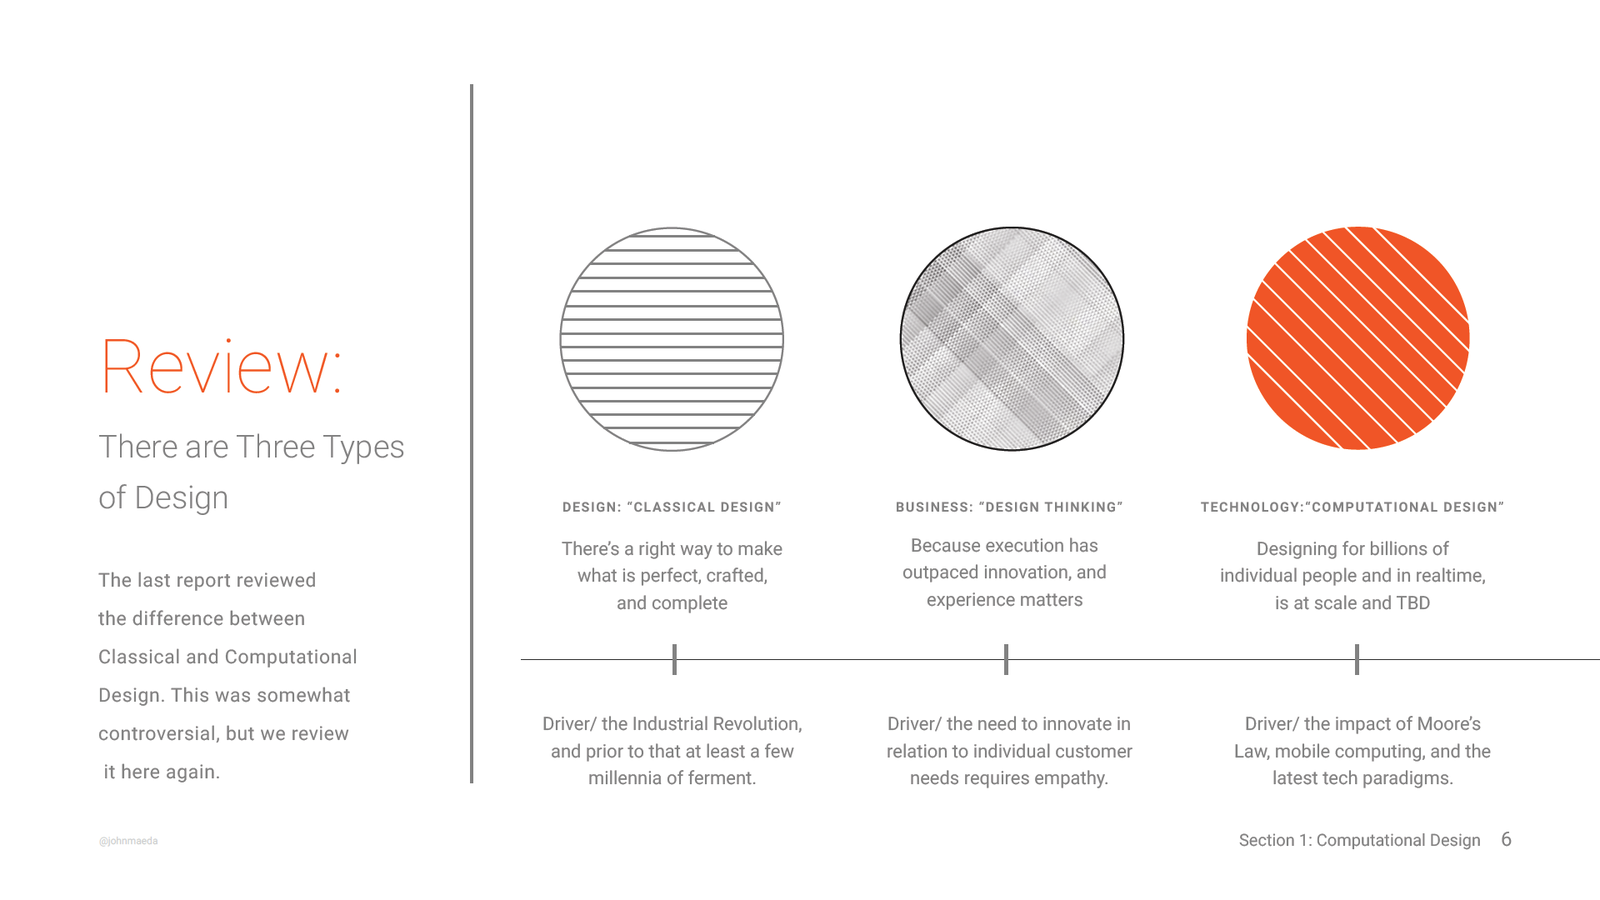 Review:
There are Three Types
of Design
The last report reviewed
the difference between
Classical and Computational
Design. This was somewhat
controversial, but we review
it here again.
DESIGN: “CLASSICAL DESIGN”
There’s a right way to make
what is perfect, crafted,
and complete
Driver/ the Industrial Revolution,
and prior to that at least a few
millennia of ferment.
BUSINESS: “DESIGN THINKING”
Because execution has
outpaced innovation, and
experience matters
Driver/ the need to innovate in
relation to individual customer
needs requires empathy.
TECHNOLOGY:“COMPUTATIONAL DESIGN”
Designing for billions of
individual people and in realtime,
is at scale and TBD
Driver/ the impact of Moore’s
Law, mobile computing, and the
latest tech paradigms.
@johnmaeda
Section 1: Computational Design 6